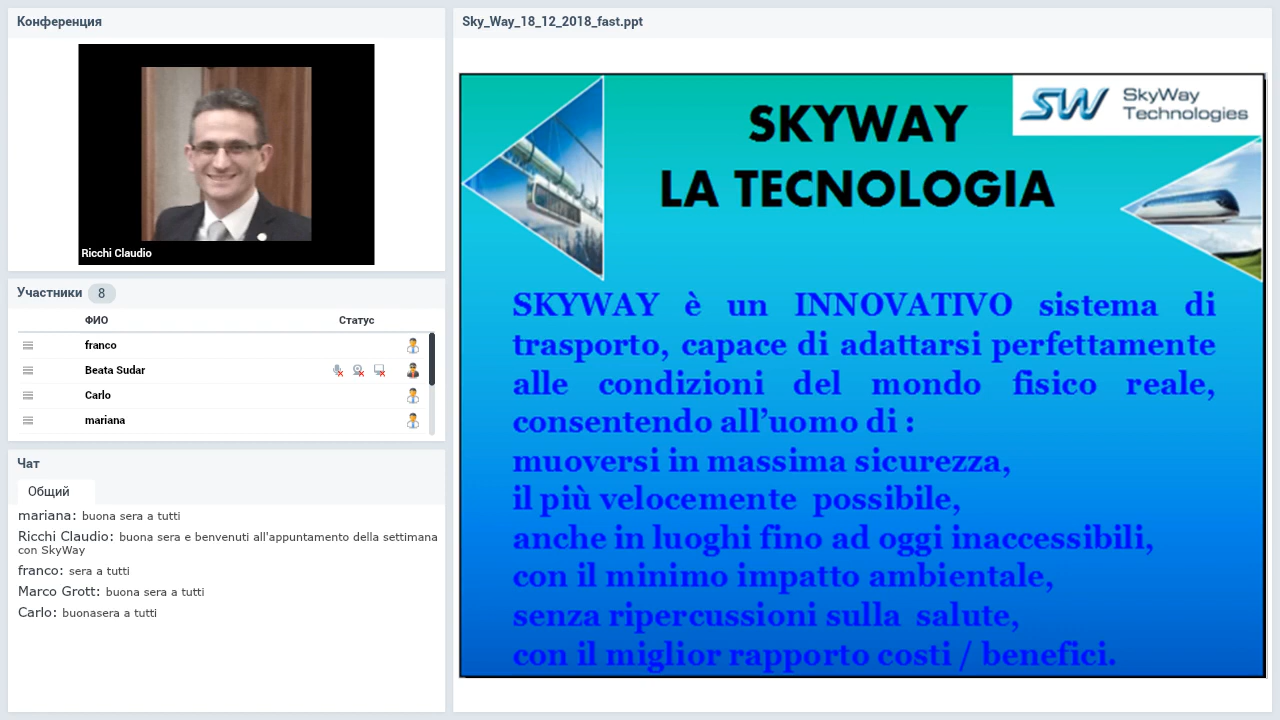 Конференция
Ricchi Claudio
Участники 8
ФИО Статус
franco
Beata Sudar
Carlo
mariana
Чат
Общий
mariana: buona sera a tutti
Ricchi Claudio: buona sera e benvenuti all'appuntamento della settimana
con SkyWay
franco: sera a tutti
Marco Grott: buona sera a tutti
Carlo: buonasera a tutti
Sky_Way_18_12_2018_fast.ppt
SW SkyWay
Technologies
SKYWAY
LA TECNOLOGIA
SKYWAY è un INNOVATIVO sistema di
trasporto, capace di adattarsi perfettamente
alle condizioni del mondo fisico reale,
consentendo all’uomo di :
muoversi in massima sicurezza,
il più velocemente possibile,
anche in luoghi fino ad oggi inaccessibili,
con il minimo impatto ambientale,
senza ripercussioni sulla salute,
con il miglior rapporto costi / benefici.